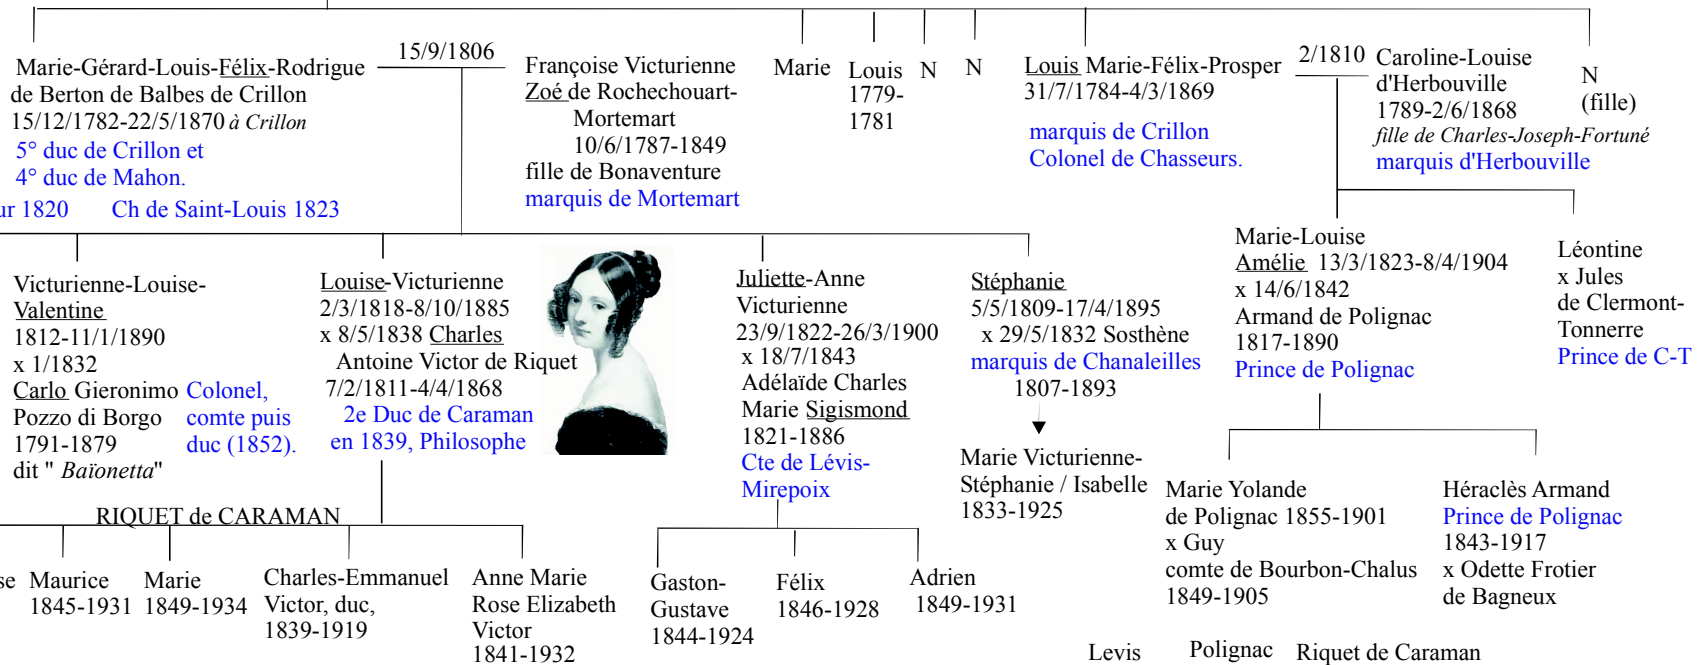 Marie-Gérard-Louis-Félix-Rodrigue
de Berton de Balbes de Crillon
15/12/1782-22/5/1870 à Crillon
5° duc de Crillon et
4° duc de Mahon.
ur 1820 Ch de Saint-Louis 1823
15/9/1806
Françoise Victurienne
Zoé de Rochechouart-
Mortemart
10/6/1787-1849
fille de Bonaventure
marquis de Mortemart
Marie
Louis
1779-
1781
N
N
Louis Marie-Félix-Prosper
31/7/1784-4/3/1869
marquis de Crillon
Colonel de Chasseurs.
2/1810
Caroline-Louise
d'Herbouville
1789-2/6/1868
fille de Charles-Joseph-Fortuné
marquis d'Herbouville
N
(fille)
Victurienne-Louise-
Valentine
1812-11/1/1890
x 1/1832
Carlo Gieronimo
Pozzo di Borgo
1791-1879
dit " Baïonetta"
Colonel,
comte puis
duc (1852).
Louise-Victurienne
2/3/1818-8/10/1885
x 8/5/1838 Charles
Antoine Victor de Riquet
7/2/1811-4/4/1868
2e Duc de Caraman
en 1839, Philosophe
Juliette-Anne
Victurienne
23/9/1822-26/3/1900
x 18/7/1843
Adélaïde Charles
Marie Sigismond
1821-1886
Cte de Lévis-
Mirepoix
Stéphanie
5/5/1809-17/4/1895
x 29/5/1832 Sosthène
marquis de Chanaleilles
1807-1893
Marie Victurienne-
Stéphanie / Isabelle
1833-1925
Marie-Louise
Amélie 13/3/1823-8/4/1904
x 14/6/1842
Armand de Polignac
1817-1890
Prince de Polignac
Léontine
x Jules
de Clermont-
Tonnerre
Prince de C-T
Marie Yolande
de Polignac 1855-1901
x Guy
comte de Bourbon-Chalus
1849-1905
Héraclès Armand
Prince de Polignac
1843-1917
x Odette Frotier
de Bagneux
RIQUET de CARAMAN
se
Maurice
1845-1931
Marie
1849-1934
Charles-Emmanuel
Victor, duc,
1839-1919
Anne Marie
Rose Elizabeth
Victor
1841-1932
Gaston-
Gustave
1844-1924
Félix
1846-1928
Adrien
1849-1931
Levis Polignac Riquet de Caraman